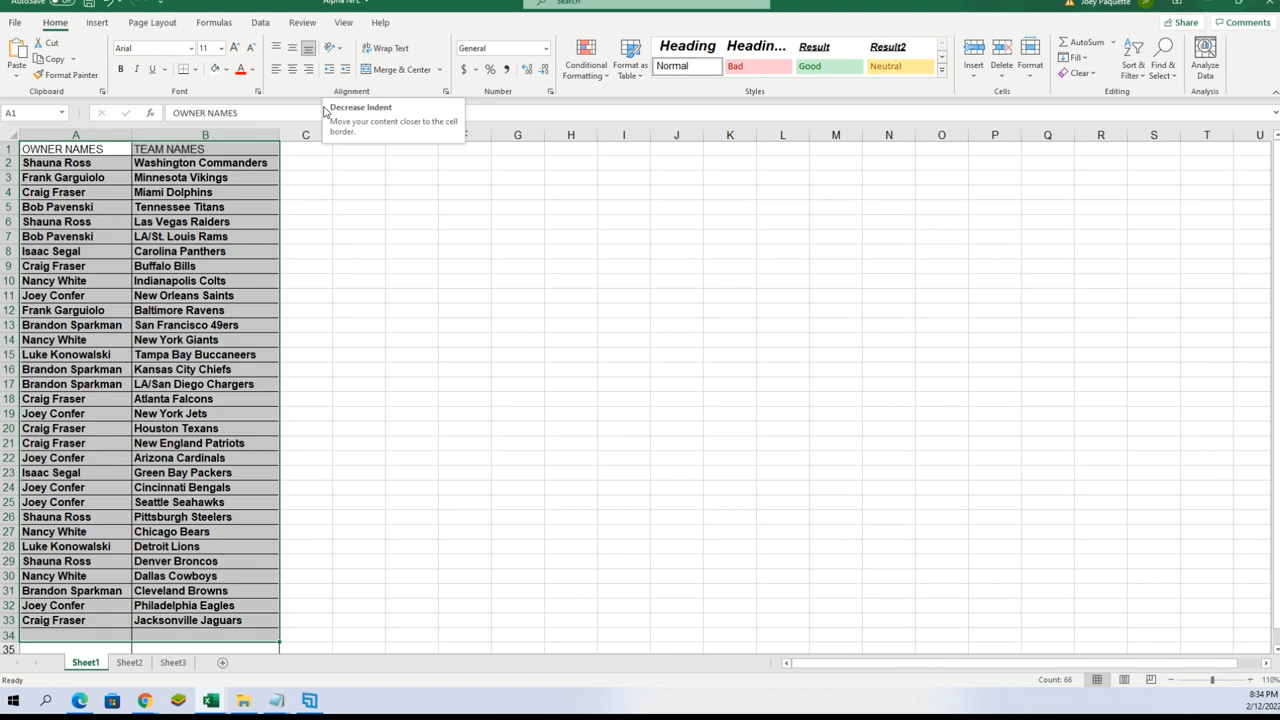 AutoSave Off
Alpha NFL
Search
Joey Paquette
JP
File Home Insert Page Layout Formulas Data Review View Help
Share Comments
Paste
Cut
Copy
Format Painter
Clipboard
Arial 11
B I U
Font
Wrap Text
Merge & Center
Alignment
General
$ % 9
Number
Conditional
Formatting
Format as
Table
Heading Headin... Result Result2
Normal Bad Good Neutral
Styles
Insert Delete Format
Cells
AutoSum
Fill
Clear
Sort &
Filter
Find &
Select
Editing
Analyze
Data
Analysis
A1 fx OWNER NAMES
Decrease Indent
Move your content closer to the cell
border.
A B C E F G H I J K L M N O P Q R S T U
1 OWNER NAMES TEAM NAMES
2 Shauna Ross Washington Commanders
3 Frank Garguiolo Minnesota Vikings
4 Craig Fraser Miami Dolphins
5 Bob Pavenski Tennessee Titans
6 Shauna Ross Las Vegas Raiders
7 Bob Pavenski LA/St. Louis Rams
8 Isaac Segal Carolina Panthers
9 Craig Fraser Buffalo Bills
10 Nancy White Indianapolis Colts
11 Joey Confer New Orleans Saints
12 Frank Garguiolo Baltimore Ravens
13 Brandon Sparkman San Francisco 49ers
14 Nancy White New York Giants
15 Luke Konowalski Tampa Bay Buccaneers
16 Brandon Sparkman Kansas City Chiefs
17 Brandon Sparkman LA/San Diego Chargers
18 Craig Fraser Atlanta Falcons
19 Joey Confer New York Jets
20 Craig Fraser Houston Texans
21 Craig Fraser New England Patriots
22 Joey Confer Arizona Cardinals
23 Isaac Segal Green Bay Packers
24 Joey Confer Cincinnati Bengals
25 Joey Confer Seattle Seahawks
26 Shauna Ross Pittsburgh Steelers
27 Nancy White Chicago Bears
28 Luke Konowalski Detroit Lions
29 Shauna Ross Denver Broncos
30 Nancy White Dallas Cowboys
31 Brandon Sparkman Cleveland Browns
32 Joey Confer Philadelphia Eagles
33 Craig Fraser Jacksonville Jaguars
34
35
Sheet1 Sheet2 Sheet3
Ready
Count: 66
110%
8:34 PM
2/12/2022